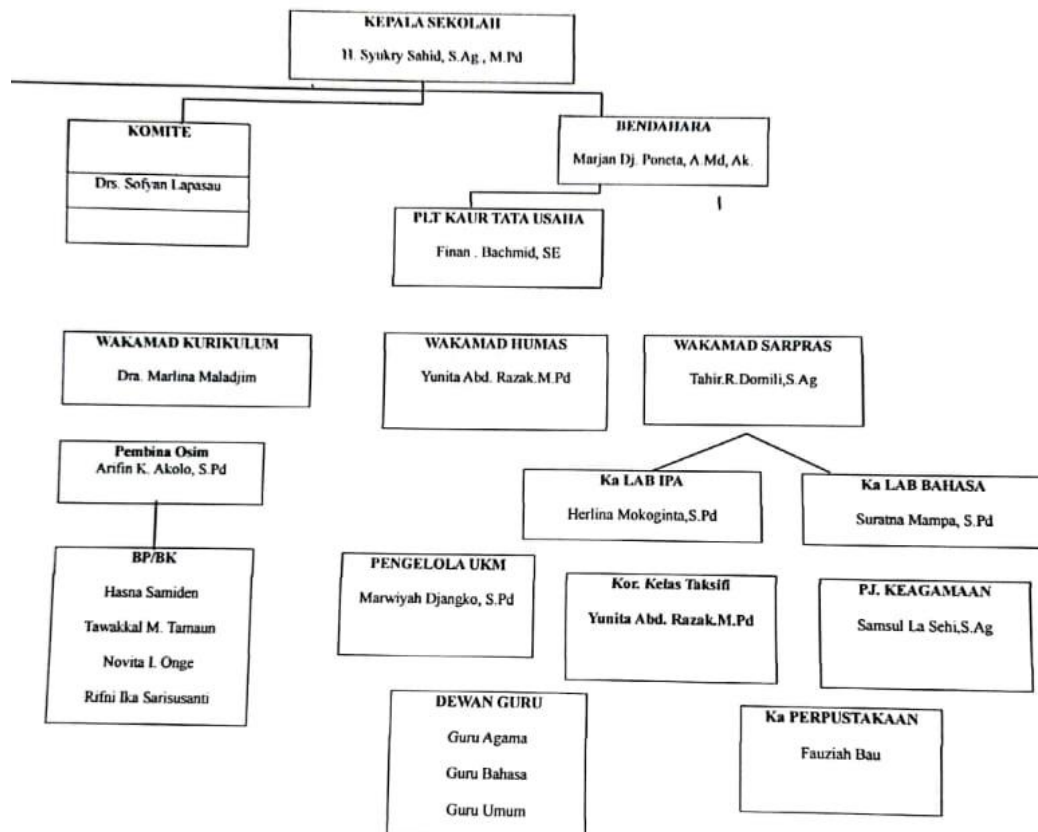 KEPALA SEKOLAH
H. Syukry Sahid, S.Ag , M.Pd
KOMITE
Drs. Sofyan Lapasau
BENDAHARA
Marjan Dj. Poneta, A.Md, Ak.
PLT KAUR TATA USAHA
Finan . Bachmid, SE
WAKAMAD KURIKULUM
Dra. Marlina Maladjim
WAKAMAD HUMAS
Yunita Abd. Razak.M.Pd
WAKAMAD SARPRAS
Tahir.R.Domili,S.Ag
Pembina Osim
Arifin K. Akolo, S.Pd
Ka LAB IPA
Herlina Mokoginta,S.Pd
Ka LAB BAHASA
Suratna Mampa, S.Pd
BP/BK
Hasna Samiden
Tawakkal M. Tamaun
Novita I. Onge
Rifni Ika Sarisusanti
PENGELOLA UKM
Marwiyah Djangko, S.Pd
Kor. Kelas Taksifi
Yunita Abd. Razak.M.Pd
PJ. KEAGAMAAN
Samsul La Sehi,S.Ag
DEWAN GURU
Guru Agama
Guru Bahasa
Guru Umum
Ka PERPUSTAKAAN
Fauziah Bau